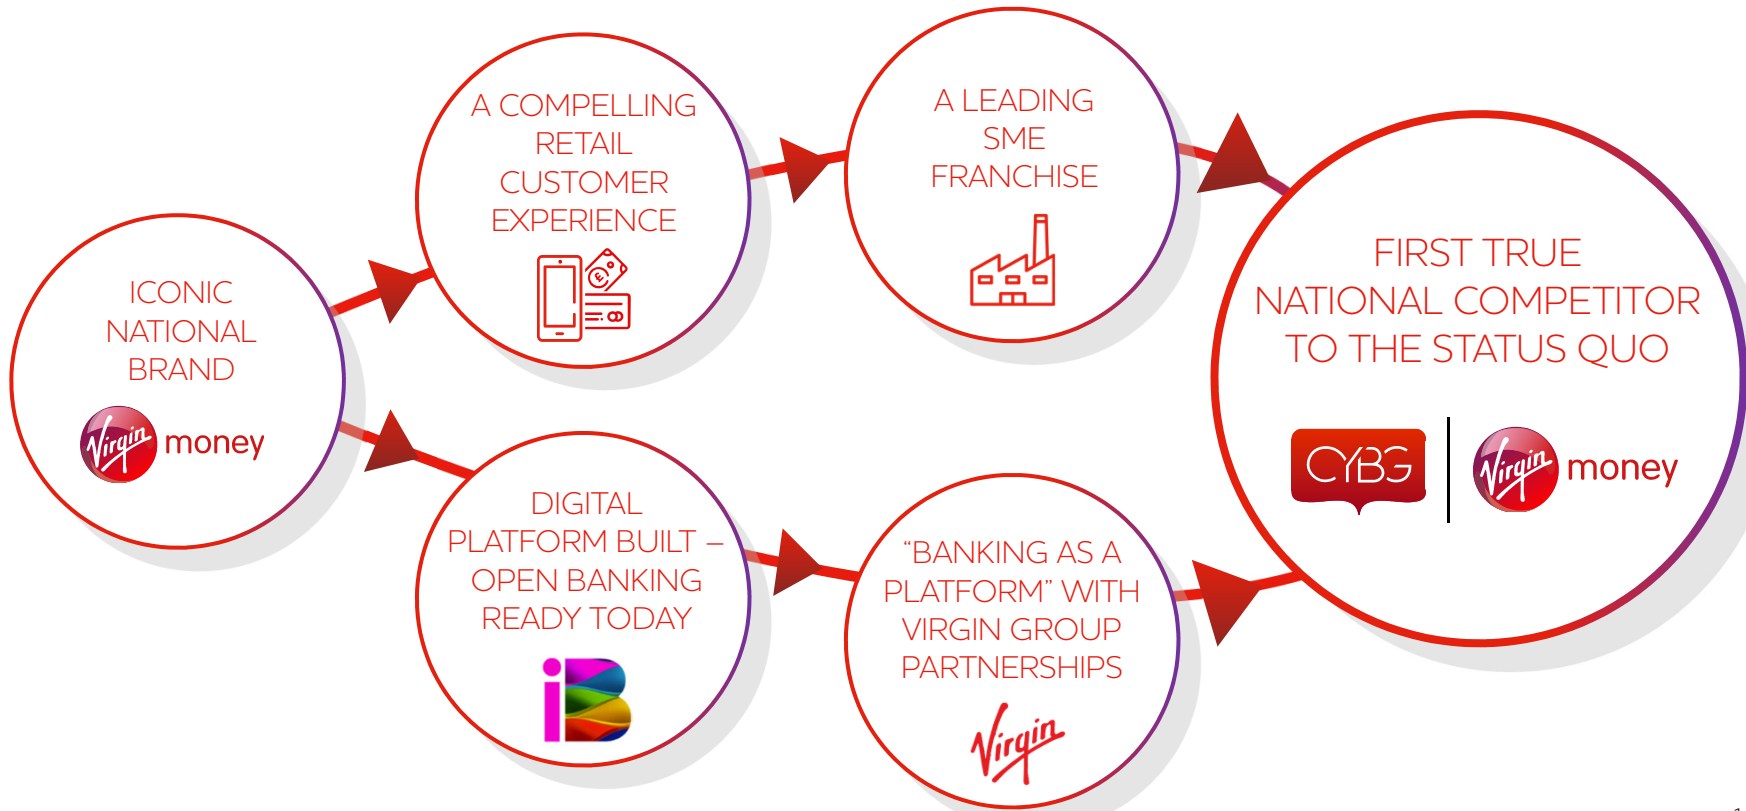 ICONIC
NATIONAL
BRAND
Virgin money
A COMPELLING
RETAIL
CUSTOMER
EXPERIENCE
€
A LEADING
SME
FRANCHISE
DIGITAL
PLATFORM BUILT –
OPEN BANKING
READY TODAY
iB
“BANKING AS A
PLATFORM” WITH
VIRGIN GROUP
PARTNERSHIPS
Virgin
FIRST TRUE
NATIONAL COMPETITOR
TO THE STATUS QUO
CYBG
Virgin money